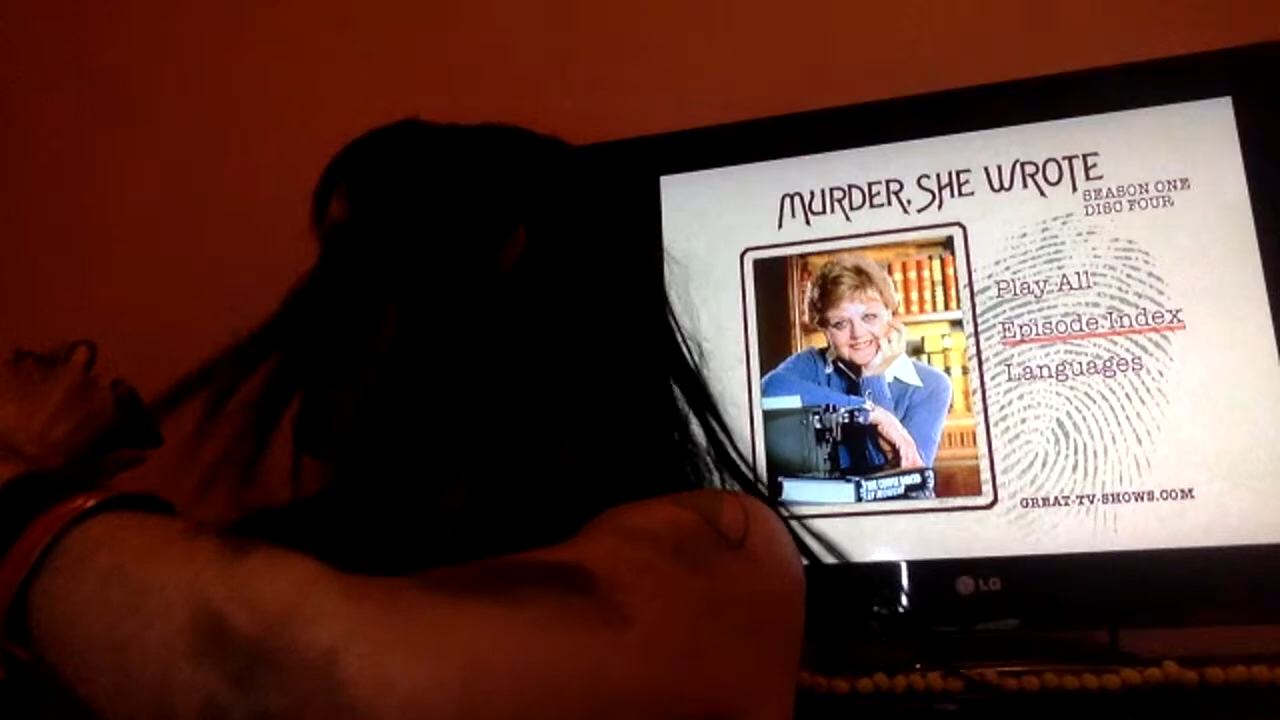 MURDER, SHE WROTE
SEASON ONE
DISC FOUR
Play All
Episode Index
Languages
GREAT-TV-SHOWS.COM
LG